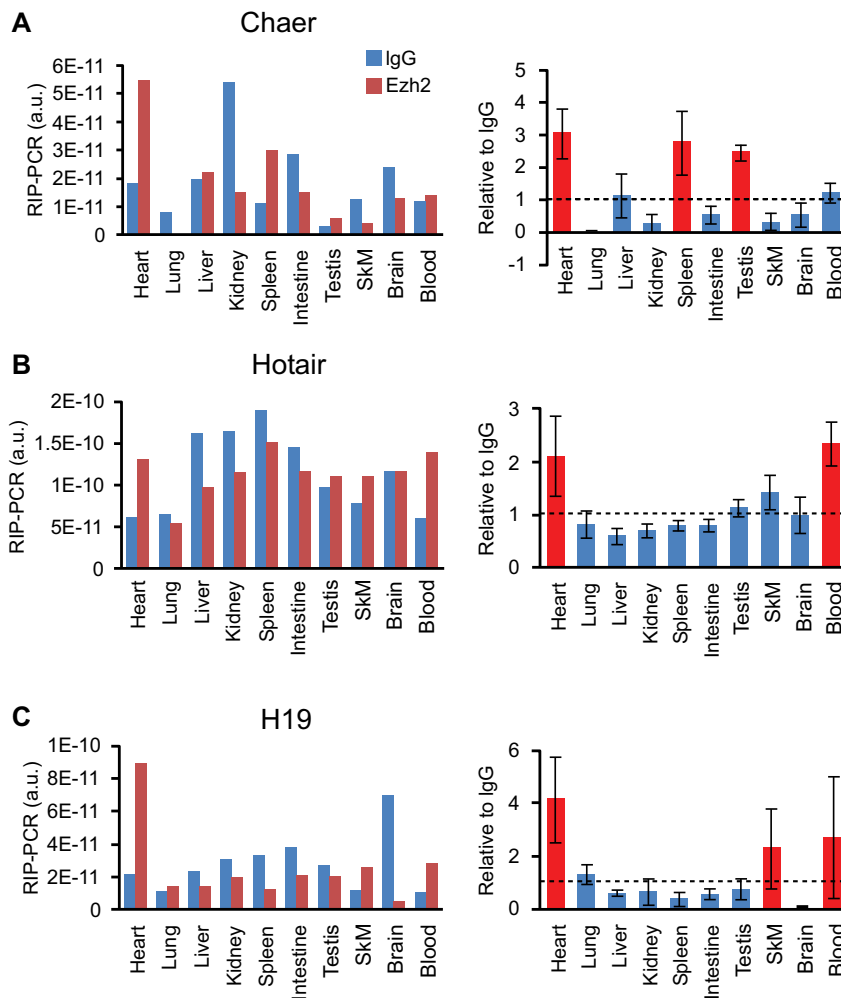 A
Chaer
RIP-PCR (a.u.)
6E-11
5E-11
4E-11
3E-11
2E-11
1E-11
0
IgG
Ezh2
Heart
Lung
Liver
Kidney
Spleen
Intestine
Testis
SkM
Brain
Blood
Relative to IgG
5
4
3
2
1
0
-1
Heart
Lung
Liver
Kidney
Spleen
Intestine
Testis
SkM
Brain
Blood
B
Hotair
RIP-PCR (a.u.)
2E-10
1.5E-10
1E-10
5E-11
0
Heart
Lung
Liver
Kidney
Spleen
Intestine
Testis
SkM
Brain
Blood
Relative to IgG
3
2
1
0
Heart
Lung
Liver
Kidney
Spleen
Intestine
Testis
SkM
Brain
Blood
C
H19
RIP-PCR (a.u.)
1E-10
8E-11
6E-11
4E-11
2E-11
0
Heart
Lung
Liver
Kidney
Spleen
Intestine
Testis
SkM
Brain
Blood
Relative to IgG
6
4
2
0
Heart
Lung
Liver
Kidney
Spleen
Intestine
Testis
SkM
Brain
Blood